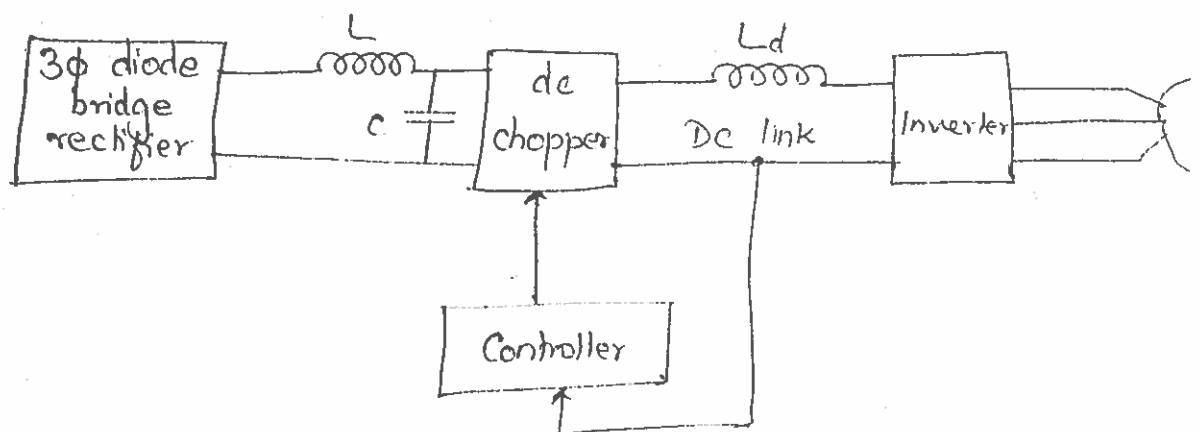 3φ diode
bridge
rectifier
L
C
dc
chopper
Ld
DC link
Inverter
Controller